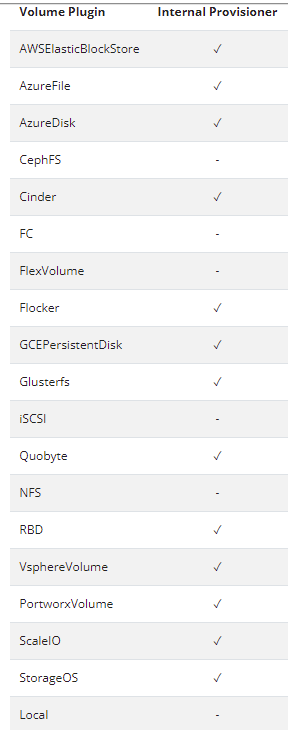 Volume Plugin Internal Provisioner
AWSElasticBlockStore ✓
AzureFile ✓
AzureDisk ✓
CephFS -
Cinder ✓
FC -
FlexVolume -
Flocker ✓
GCEPersistentDisk ✓
Glusterfs ✓
iSCSI -
Quobyte ✓
NFS -
RBD ✓
VsphereVolume ✓
PortworxVolume ✓
ScaleIO ✓
StorageOS ✓
Local -